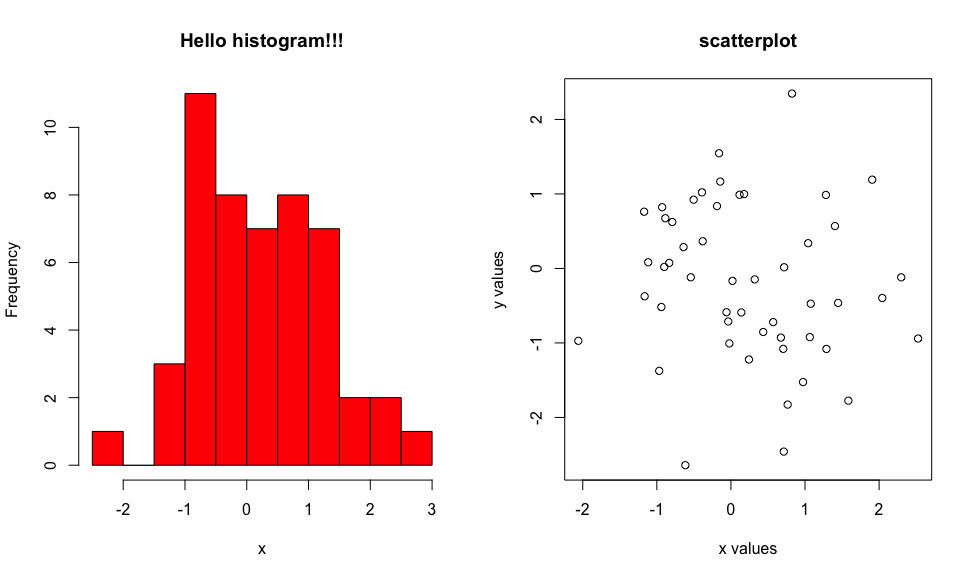 Hello histogram!!!
Frequency
10
8
6
4
2
0
-2 -1 0 1 2 3
x
scatterplot
y values
2
1
0
-1
-2
-2 -1 0 1 2
x values